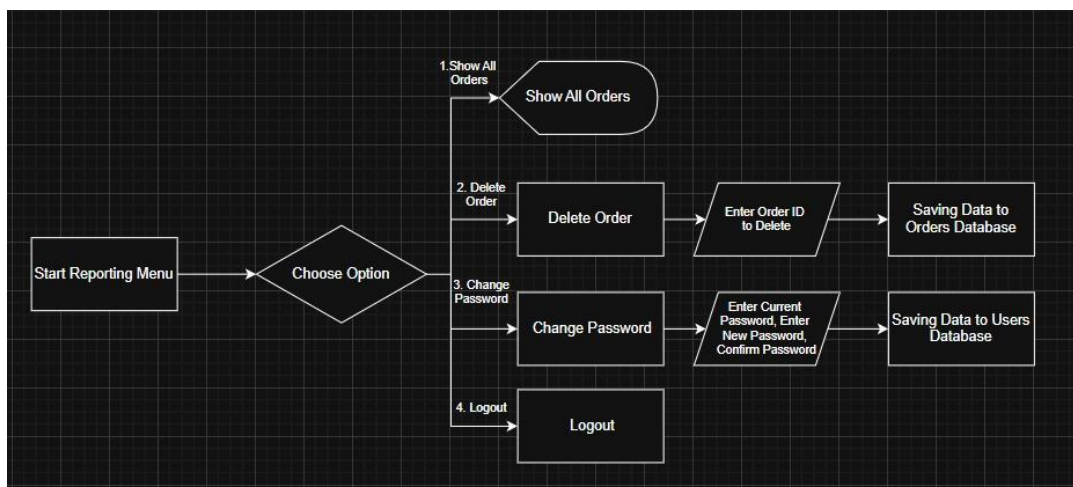 1.Show All
Orders
Show All Orders
2. Delete
Order
Delete Order
Enter Order ID
to Delete
Saving Data to
Orders Database
Start Reporting Menu
Choose Option
3. Change
Password
Change Password
Enter Current
Password, Enter
New Password,
Confirm Password
Saving Data to Users
Database
4. Logout
Logout